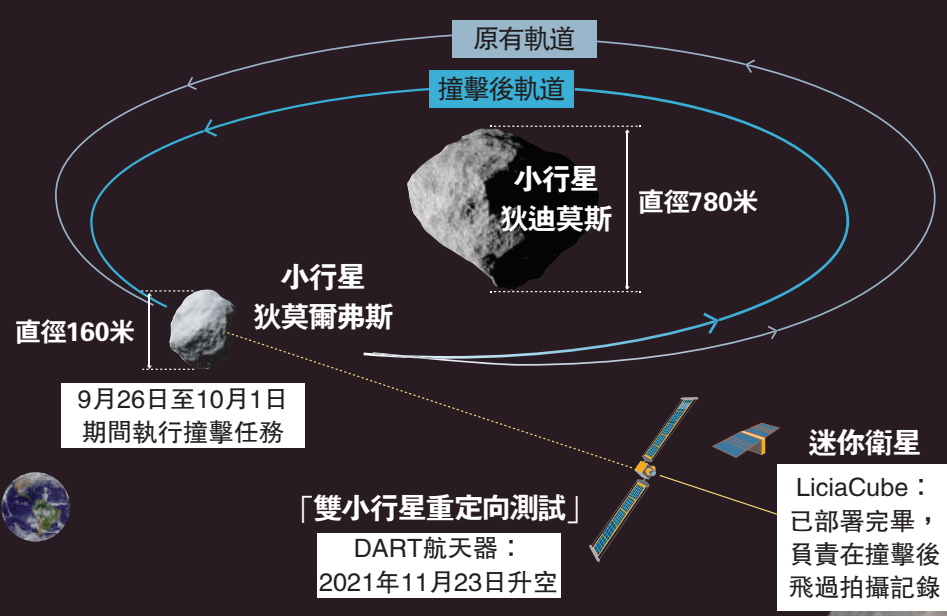 原有軌道
撞擊後軌道
小行星
狄迪莫斯
直徑780米
小行星
狄莫爾弗斯
直徑160米
9月26日至10月1日
期間執行撞擊任務
「雙小行星重定向測試」
DART航天器：
2021年11月23日升空
迷你衛星
LiciaCube：
已部署完畢，
負責在撞擊後
飛過拍攝記錄